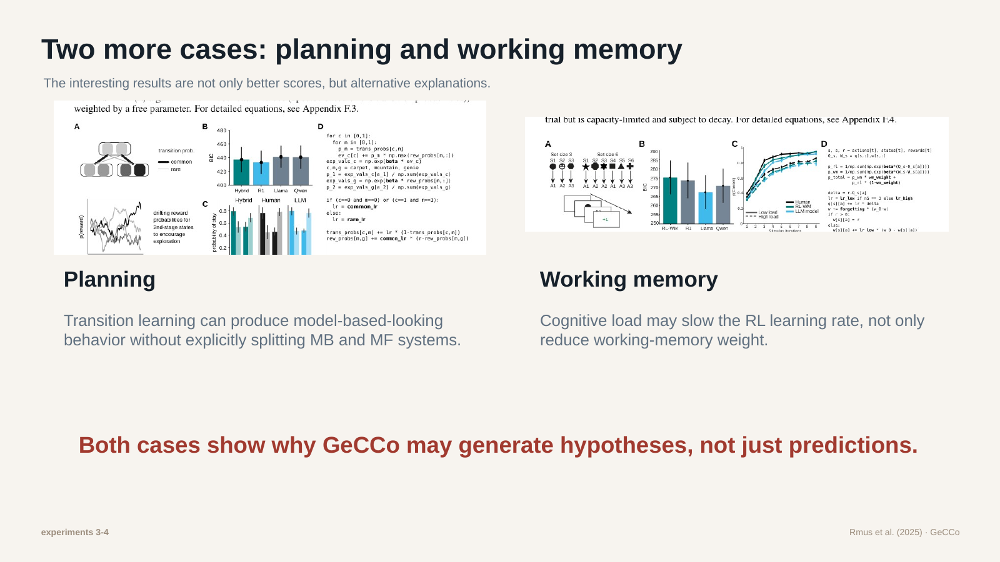 Two more cases: planning and working memory
The interesting results are not only better scores, but alternative explanations.
weighted by a free parameter. For detailed equations, see Appendix F.3.
A
transition prob.
common
rare
p(reward)
drifting reward
probabilities for
2nd-stage states
to encourage
exploration
B
BIC
480
460
440
420
400
Hybrid R1 Llama Qwen
C
Hybrid Human LLM
probability of stay
0.8
0.6
0.4
0.2
D
for c in [0,1]:
for m in [0,1]:
p_m = trans_probs[c,m]
ev_c[c] += p_m * np.max(rew_probs[m,:])
exp_vals_c = np.exp(beta * ev_c)
c,m,g = carpet, mountain, genie
p_1 = exp_vals_c[a_1] / np.sum(exp_vals_c)
exp_vals_g = np.exp(beta * rew_probs[m,:])
p_2 = exp_vals_g[a_2] / np.sum(exp_vals_g)
if (c==0 and m==0) or (c==1 and m==1):
lr = common_lr
else:
lr = rare_lr
trans_probs[c,m] += lr * (1-trans_probs[c,m])
rew_probs[m,g] += common_lr * (r-rew_probs[m,g])
trial but is capacity-limited and subject to decay. For detailed equations, see Appendix F.4.
A
Set size 3 Set size 6
S1 S2 S3 S1 S2 S3 S4 S5 S6
A1 A2 A3 A1 A2 A2 A1 A3 A3
+1
B
BIC
290
285
280
275
270
265
260
255
250
RL-WM R1 Llama Qwen
C
p(Correct)
1
0.8
0.6
0.4
0.2
0
Low load
High load
Human
RL-WM
LLM model
1 2 3 4 5 6 7 8 9
Stimulus iterations
D
a, s, r = actions[t], states[t], rewards[t]
Q_s, W_s = q[s,:],w[s,:]
p_rl = 1/np.sum(np.exp(beta*(Q_s-Q_s[a])))
p_wm = 1/np.sum(np.exp(beta*(W_s-W_s[a])))
p_total = p_wm * wm_weight +
p_rl * (1-wm_weight)
delta = r-Q_s[a]
lr = lr_low if nS == 3 else lr_high
q[s][a] += lr * delta
w += forgetting * (w_0-w)
if r > 0:
w[s][a] = r
else:
w[s][a] += lr_low * (w_0 - w[s][a])
Planning
Transition learning can produce model-based-looking
behavior without explicitly splitting MB and MF systems.
Working memory
Cognitive load may slow the RL learning rate, not only
reduce working-memory weight.
Both cases show why GeCCo may generate hypotheses, not just predictions.
experiments 3-4
Rmus et al. (2025) · GeCCo